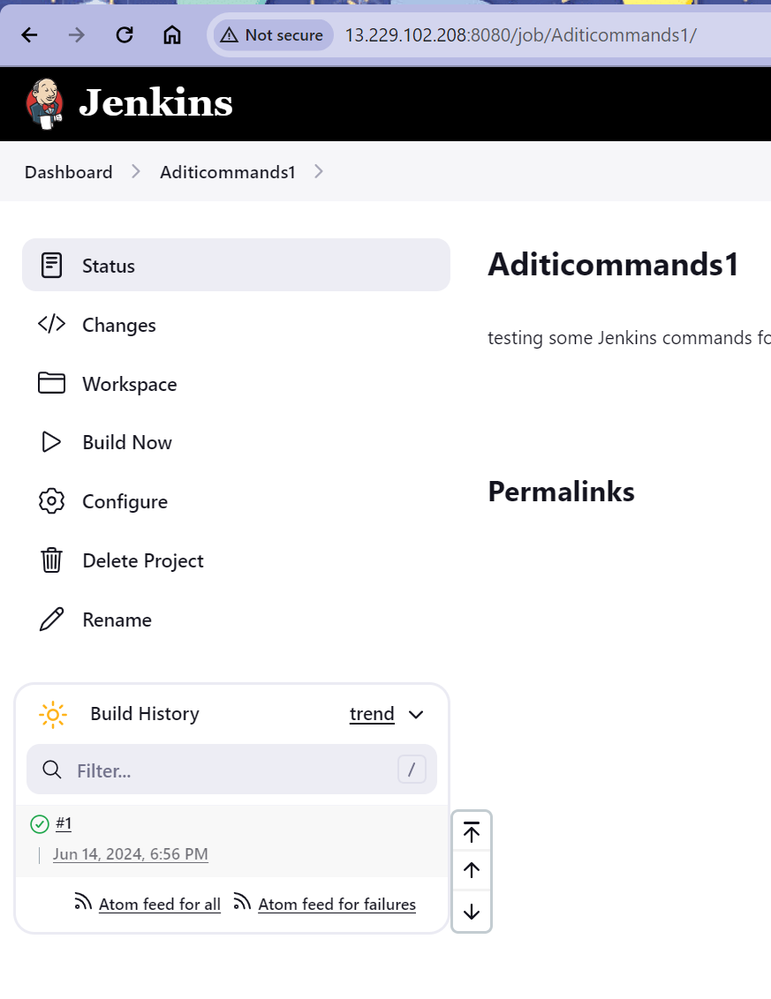 Not secure 13.229.102.208:8080/job/Aditicommands1/
Jenkins
Dashboard Aditicommands1
Status
Changes
Workspace
Build Now
Configure
Delete Project
Rename
Aditicommands1
testing some Jenkins commands
Permalinks
Build History trend
Filter... /
#1
Jun 14, 2024, 6:56 PM
Atom feed for all Atom feed for failures